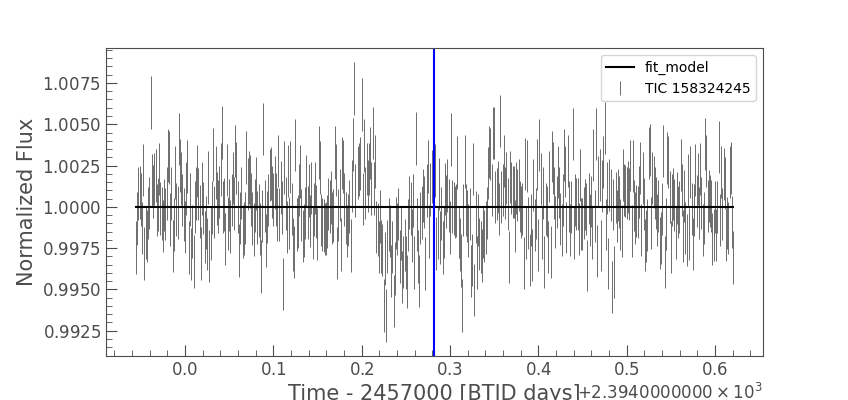 fit_model
TIC 158324245
Normalized Flux
1.0075
1.0050
1.0025
1.0000
0.9975
0.9950
0.9925
0.0 0.1 0.2 0.3 0.4 0.5 0.6
Time - 2457000 [BTJD days]
+2.3940000000 × 10³